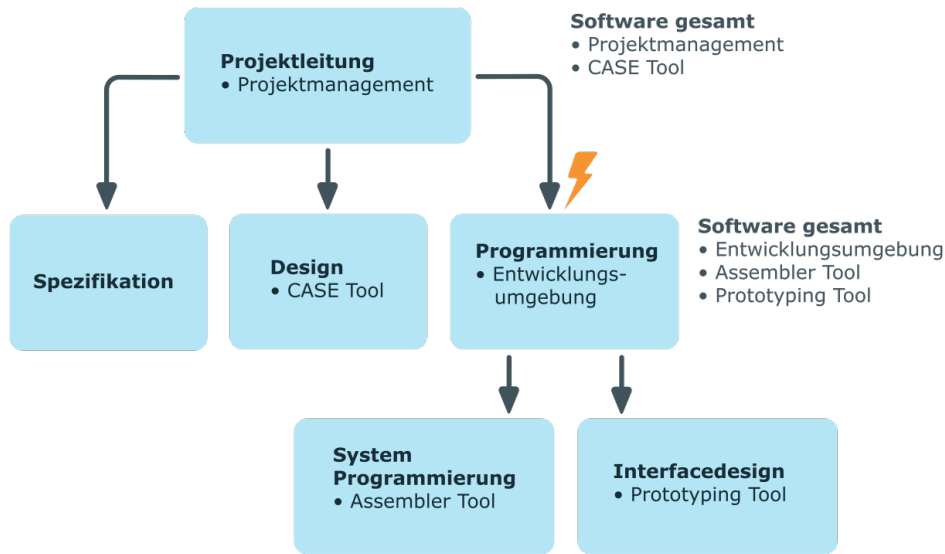 Software gesamt
• Projektmanagement
• CASE Tool
Projektleitung
• Projektmanagement
Spezifikation
Design
• CASE Tool
Programmierung
• Entwicklungs-
umgebung
Software gesamt
• Entwicklungsumgebung
• Assembler Tool
• Prototyping Tool
System
Programmierung
• Assembler Tool
Interfacedesign
• Prototyping Tool